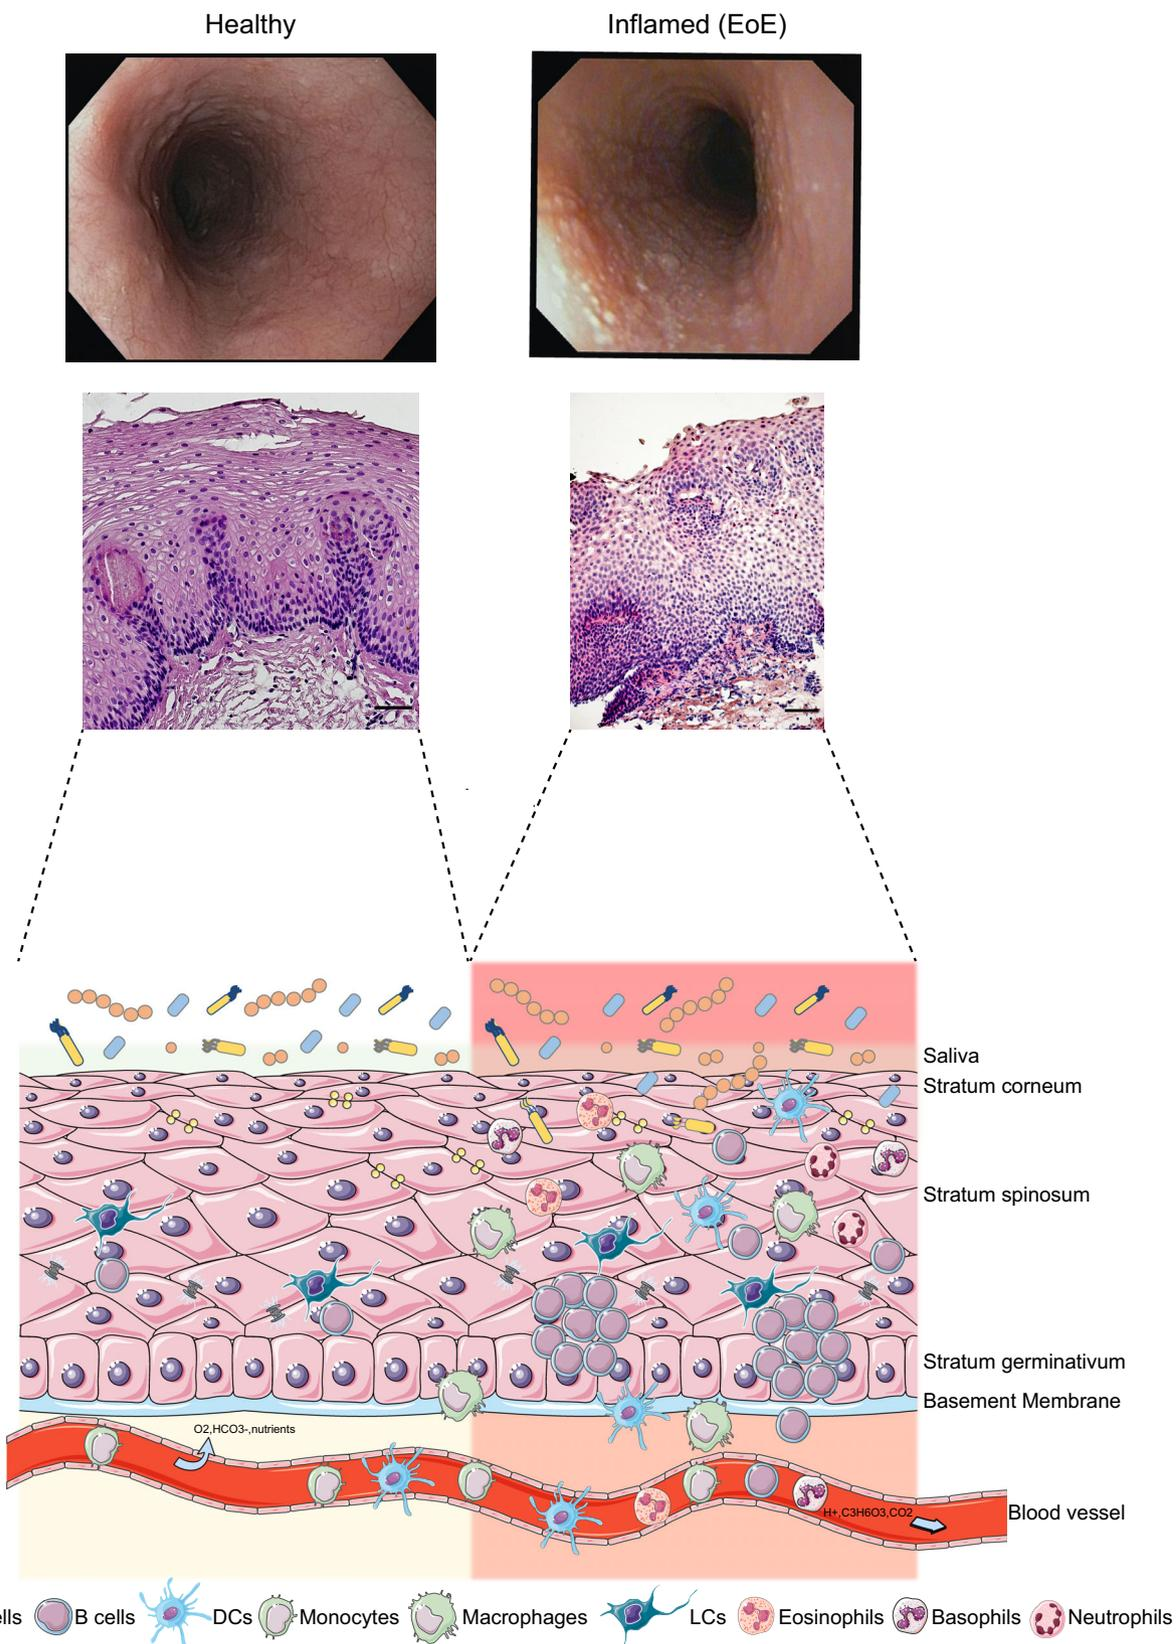 Healthy
Inflamed (EoE)
Saliva
Stratum corneum
Stratum spinosum
Stratum germinativum
Basement Membrane
O2,HCO3-,nutrients
H+,C3H6O3,CO2
Blood vessel
ells B cells DCs Monocytes Macrophages LCs Eosinophils Basophils Neutrophils